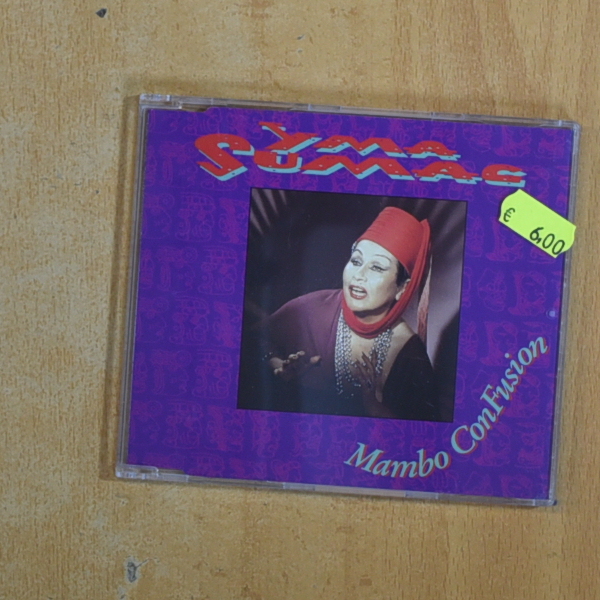 YMA
SUMAC
€ 6,00
Mambo ConFusion